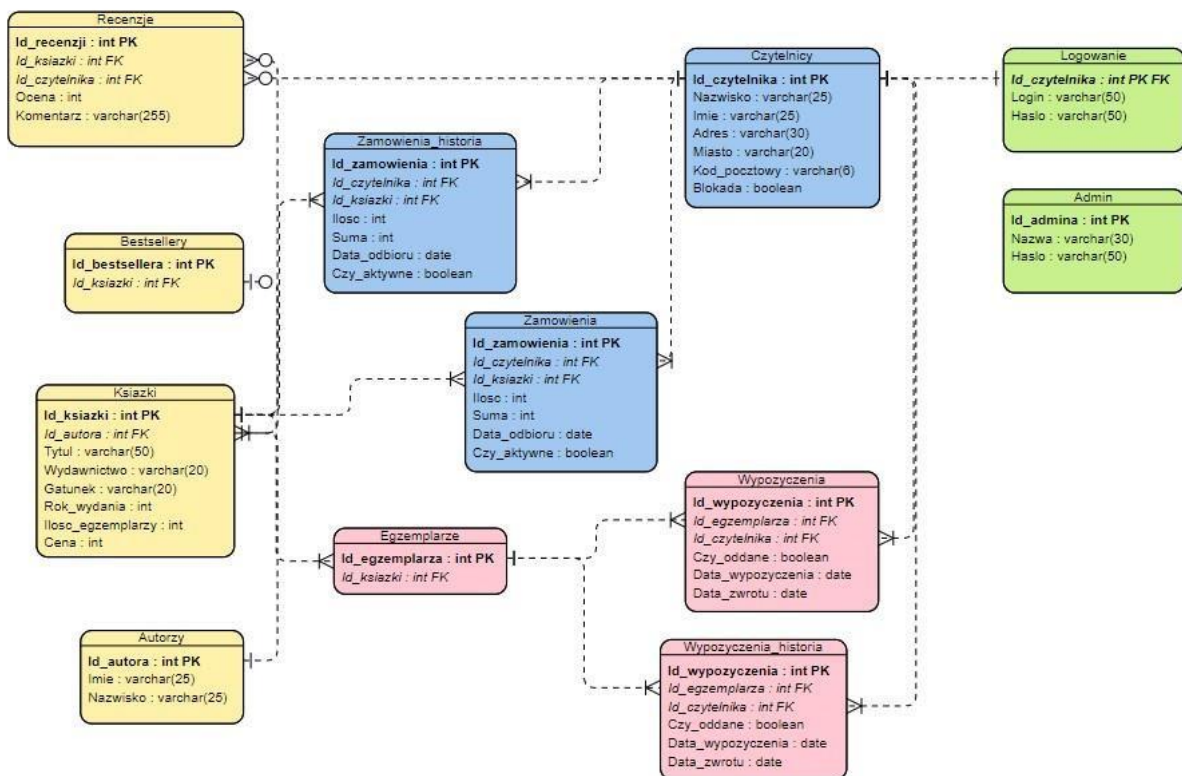 Recenzje
Id_recenzji : int PK
Id_ksiazki : int FK
Id_czytelnika : int FK
Ocena : int
Komentarz : varchar(255)
Czytelnicy
Id_czytelnika : int PK
Nazwisko : varchar(25)
Imie : varchar(25)
Adres : varchar(30)
Miasto : varchar(20)
Kod_pocztowy : varchar(6)
Blokada : boolean
Logowanie
Id_czytelnika : int PK FK
Login : varchar(50)
Haslo : varchar(50)
Zamowienia_historia
Id_zamowienia : int PK
Id_czytelnika : int FK
Id_ksiazki : int FK
Ilosc : int
Suma : int
Data_odbioru : date
Czy_aktywne : boolean
Admin
Id_admina : int PK
Nazwa : varchar(30)
Haslo : varchar(50)
Bestsellery
Id_bestsellera : int PK
Id_ksiazki : int FK
Zamowienia
Id_zamowienia : int PK
Id_czytelnika : int FK
Id_ksiazki : int FK
Ilosc : int
Suma : int
Data_odbioru : date
Czy_aktywne : boolean
Ksiazki
Id_ksiazki : int PK
Id_autora : int FK
Tytul : varchar(50)
Wydawnictwo : varchar(20)
Gatunek : varchar(20)
Rok_wydania : int
Ilosc_egzemplarzy : int
Cena : int
Wypozyczenia
Id_wypozyczenia : int PK
Id_egzemplarza : int FK
Id_czytelnika : int FK
Czy_oddane : boolean
Data_wypozyczenia : date
Data_zwrotu : date
Egzemplarze
Id_egzemplarza : int PK
Id_ksiazki : int FK
Autorzy
Id_autora : int PK
Imie : varchar(25)
Nazwisko : varchar(25)
Wypozyczenia_historia
Id_wypozyczenia : int PK
Id_egzemplarza : int FK
Id_czytelnika : int FK
Czy_oddane : boolean
Data_wypozyczenia : date
Data_zwrotu : date